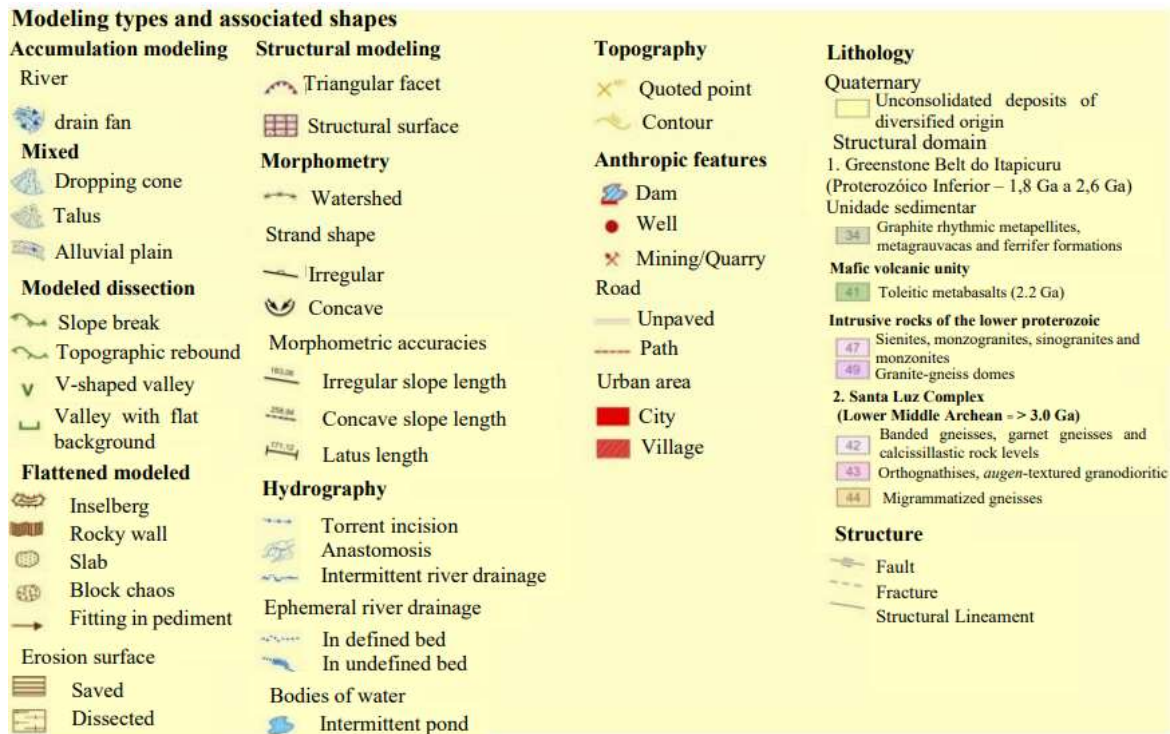 Modeling types and associated shapes
Accumulation modeling
River
drain fan
Mixed
Dropping cone
Talus
Alluvial plain
Modeled dissection
Slope break
Topographic rebound
V-shaped valley
Valley with flat
background
Flattened modeled
Inselberg
Rocky wall
Slab
Block chaos
Fitting in pediment
Erosion surface
Saved
Dissected
Structural modeling
Triangular facet
Structural surface
Morphometry
Watershed
Strand shape
Irregular
Concave
Morphometric accuracies
Irregular slope length
Concave slope length
171,12
Latus length
Hydrography
Torrent incision
Anastomosis
Intermittent river drainage
Ephemeral river drainage
In defined bed
In undefined bed
Bodies of water
Intermittent pond
Topography
Quoted point
Contour
Anthropic features
Dam
Well
Mining/Quarry
Road
Unpaved
Path
Urban area
City
Village
Lithology
Quaternary
Unconsolidated deposits of
diversified origin
Structural domain
1. Greenstone Belt do Itapicuru
(Proterozóico Inferior – 1,8 Ga a 2,6 Ga)
Unidade sedimentar
34 Graphite rhythmic metapellites,
metagrauvacas and ferrifer formations
Mafic volcanic unity
41 Toleitic metabasalts (2.2 Ga)
Intrusive rocks of the lower proterozoic
47 Sienites, monzogranites, sinogranites and
monzonites
49 Granite-gneiss domes
2. Santa Luz Complex
(Lower Middle Archean = > 3.0 Ga)
42 Banded gneisses, garnet gneisses and
calcissillastic rock levels
43 Orthognathises, augen-textured granodioritic
44 Migrammatized gneisses
Structure
Fault
Fracture
Structural Lineament